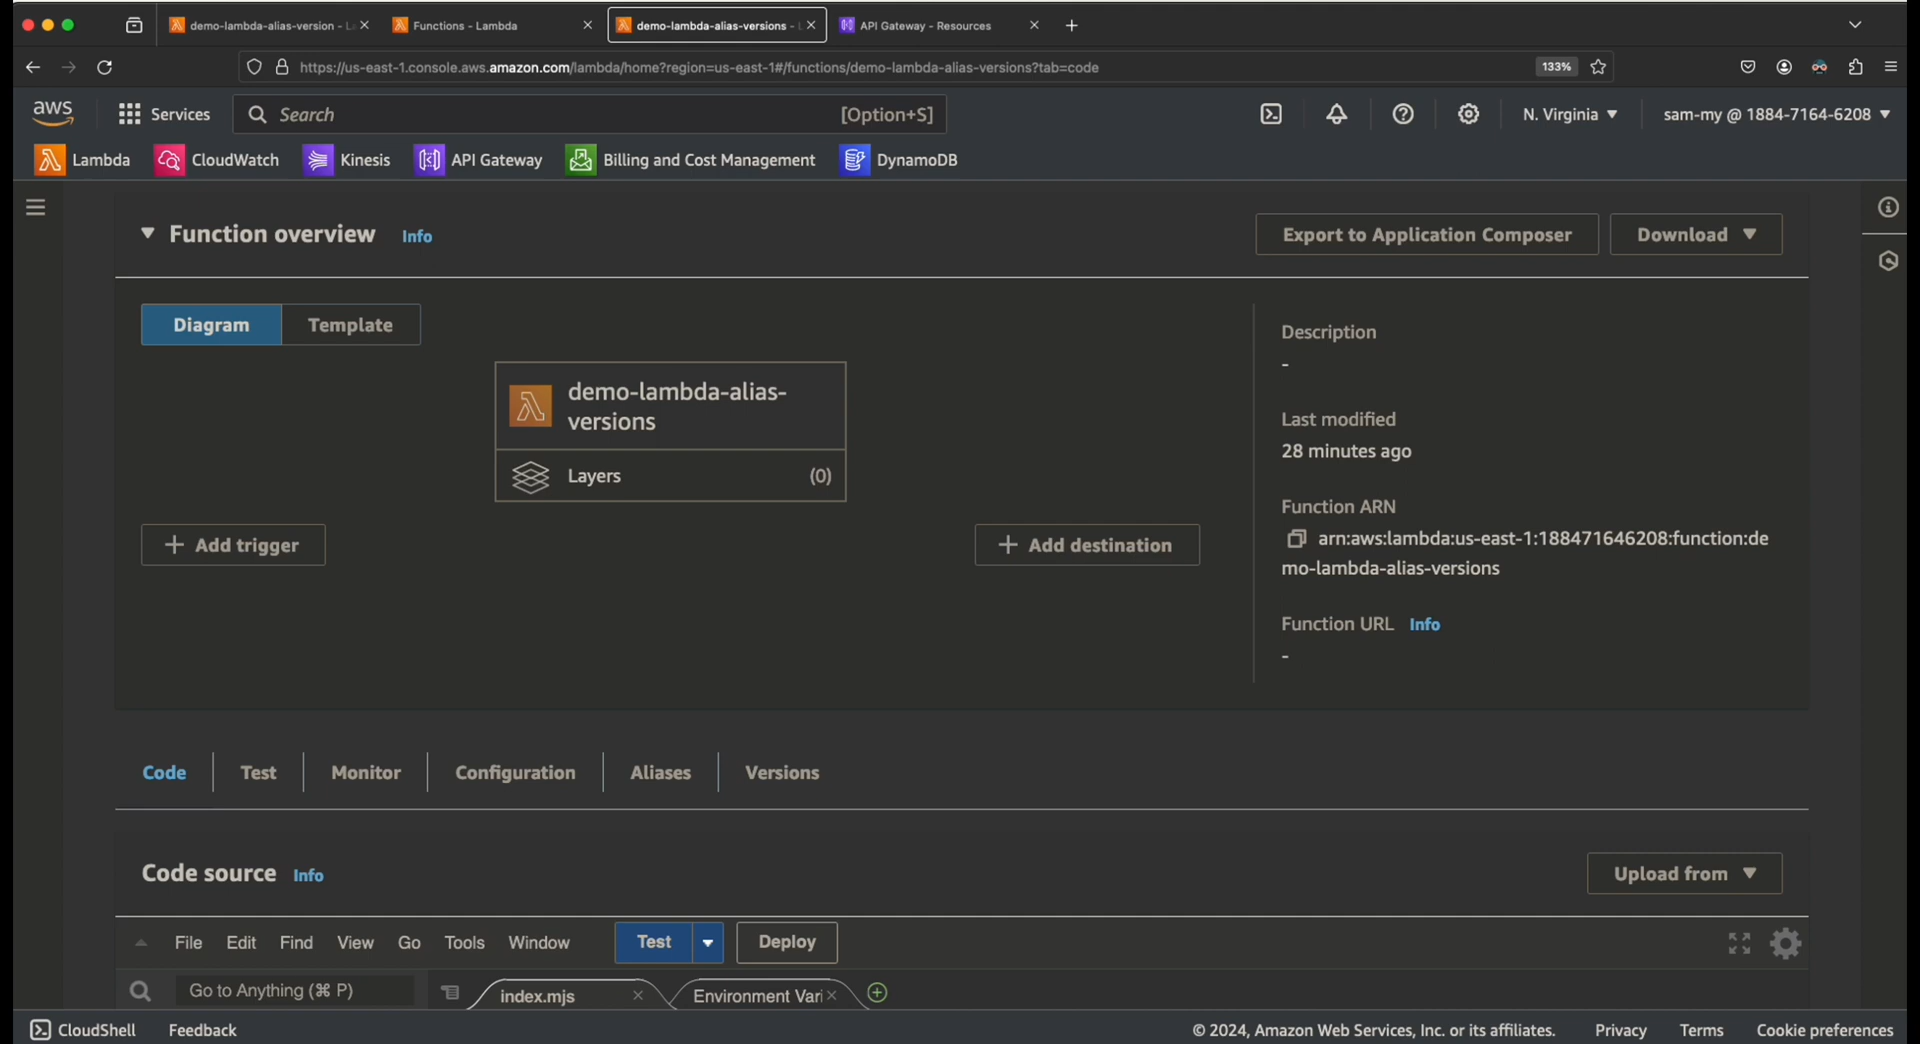 demo-lambda-alias-version - La
Functions - Lambda
demo-lambda-alias-versions - L
API Gateway - Resources
https://us-east-1.console.aws.amazon.com/lambda/home?region=us-east-1#/functions/demo-lambda-alias-versions?tab=code
133%
aws
Services
Search
[Option+S]
N. Virginia
sam-my @ 1884-7164-6208
Lambda
CloudWatch
Kinesis
API Gateway
Billing and Cost Management
DynamoDB
Function overview Info
Export to Application Composer
Download
Diagram
Template
demo-lambda-alias-
versions
Layers (0)
+ Add trigger
+ Add destination
Description
-
Last modified
28 minutes ago
Function ARN
arn:aws:lambda:us-east-1:188471646208:function:de
mo-lambda-alias-versions
Function URL Info
-
Code
Test
Monitor
Configuration
Aliases
Versions
Code source Info
Upload from
File Edit Find View Go Tools Window
Test
Deploy
Go to Anything (⌘ P)
index.mjs
Environment Vari
CloudShell
Feedback
© 2024, Amazon Web Services, Inc. or its affiliates.
Privacy
Terms
Cookie preferences